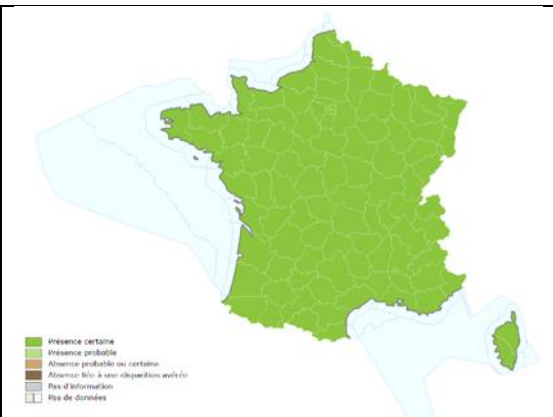 Présence certaine
Présence probable
Absence probable ou certaine
Absence liée à une disparition avérée
Pas d'information
Pas de données